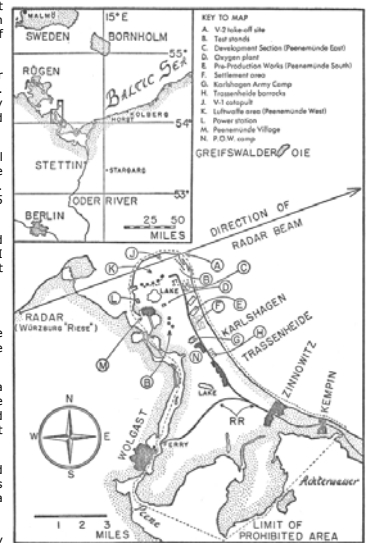 KEY TO MAP
A. V-2 take-off site
B. Test stands
C. Development Section (Peenemünde East)
D. Oxygen plant
E. Pre-Production Works (Peenemünde South)
F. Settlement area
G. Karlshagen Army Camp
H. Trassenheide barracks
J. V-1 catapult
K. Luftwaffe area (Peenemünde West)
L. Power station
M. Peenemünde Village
N. P.O.W. camp
GREIFSWALDER OIE
MALMÖ
15° E
SWEDEN
BORNHOLM
55°
RÖGEN
BALTIC SEA
KOLBERG
HORST
54°
STETTIN
STARGARD
53°
ODER RIVER
BERLIN
25 50
MILES
DIRECTION OF
RADAR BEAM
J
A
K
B
C
LAKE
D
L
F
E
RADAR
(WÜRZBURG "RIESE")
KARLSHAGEN
G
H
TRASSENHEIDE
M
N
B
LAKE
ZINNOWITZ
KEMPIN
N
W
E
S
WOLGAST
FERRY
RR
Achterwasser
Peene
1 2 3
MILES
LIMIT OF
PROHIBITED AREA